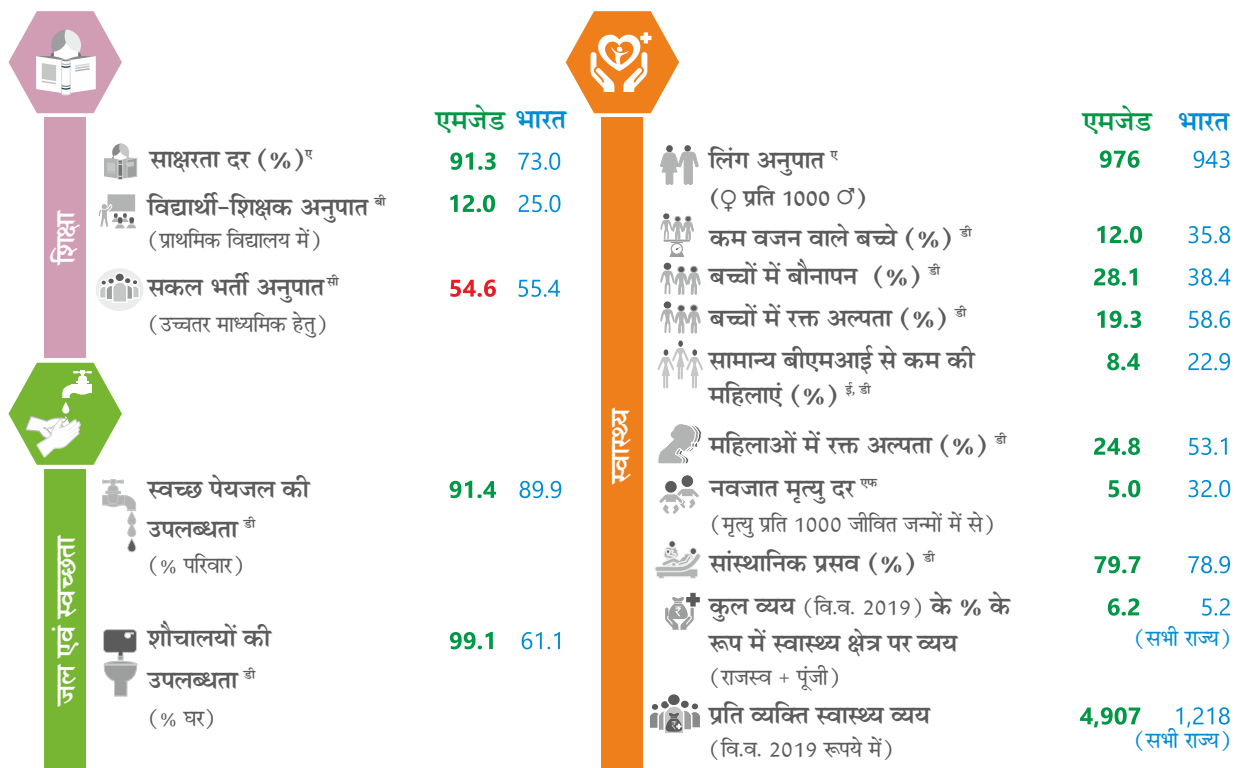 शिक्षा
एमजेड भारत
साक्षरता दर (%)ए 91.3 73.0
विद्यार्थी-शिक्षक अनुपात बी 12.0 25.0
(प्राथमिक विद्यालय में)
सकल भर्ती अनुपात सी 54.6 55.4
(उच्चतर माध्यमिक हेतु)
जल एवं स्वच्छता
स्वच्छ पेयजल की 91.4 89.9
उपलब्धता डी
(% परिवार)
शौचालयों की 99.1 61.1
उपलब्धता डी
(% घर)
स्वास्थ्य
एमजेड भारत
लिंग अनुपात ए 976 943
(♀ प्रति 1000 ♂)
कम वजन वाले बच्चे (%) डी 12.0 35.8
बच्चों में बौनापन (%) डी 28.1 38.4
बच्चों में रक्त अल्पता (%) डी 19.3 58.6
सामान्य बीएमआई से कम की 8.4 22.9
महिलाएं (%) ई, डी
महिलाओं में रक्त अल्पता (%) डी 24.8 53.1
नवजात मृत्यु दर एफ 5.0 32.0
(मृत्यु प्रति 1000 जीवित जन्मों में से)
सांस्थानिक प्रसव (%) डी 79.7 78.9
कुल व्यय (वि.व. 2019) के % के 6.2 5.2
रूप में स्वास्थ्य क्षेत्र पर व्यय (सभी राज्य)
(राजस्व + पूंजी)
प्रति व्यक्ति स्वास्थ्य व्यय 4,907 1,218
(वि.व. 2019 रूपये में) (सभी राज्य)